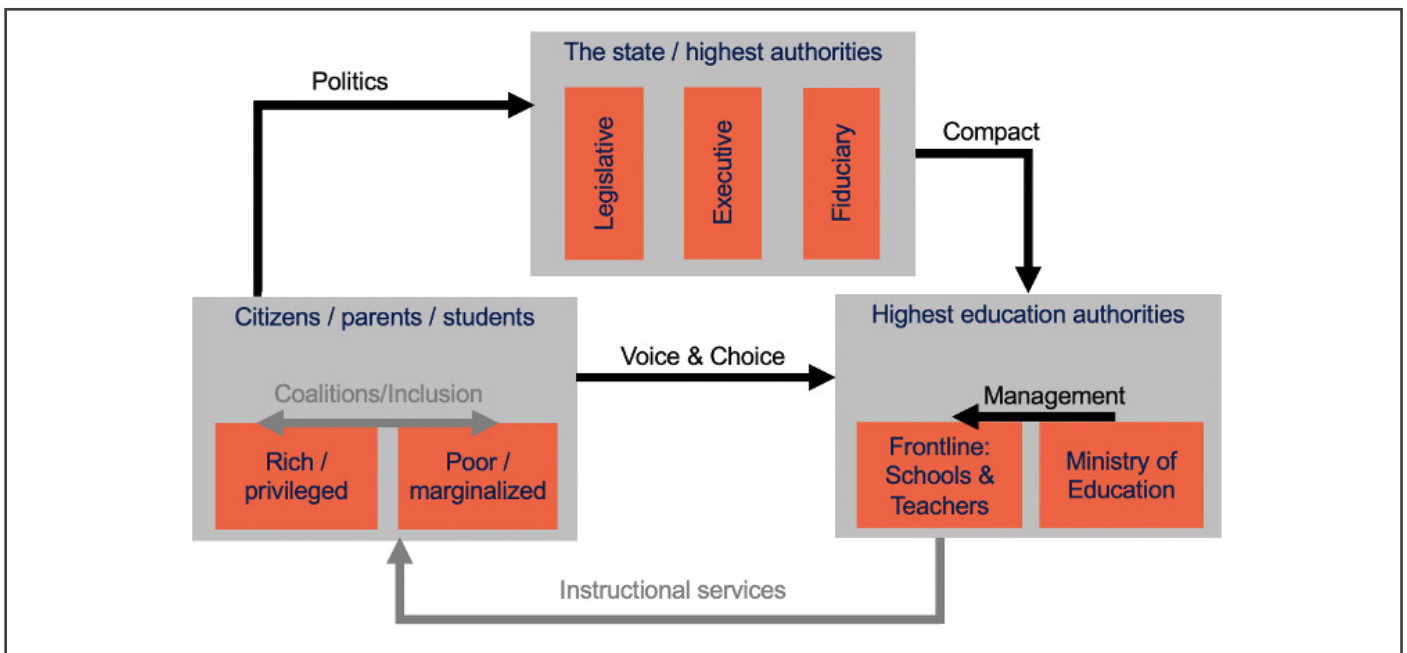 The state / highest authorities
Politics
Legislative
Executive
Fiduciary
Compact
Citizens / parents / students
Highest education authorities
Voice & Choice
Coalitions/Inclusion
Management
Rich /
privileged
Poor /
marginalized
Frontline:
Schools &
Teachers
Ministry of
Education
Instructional services